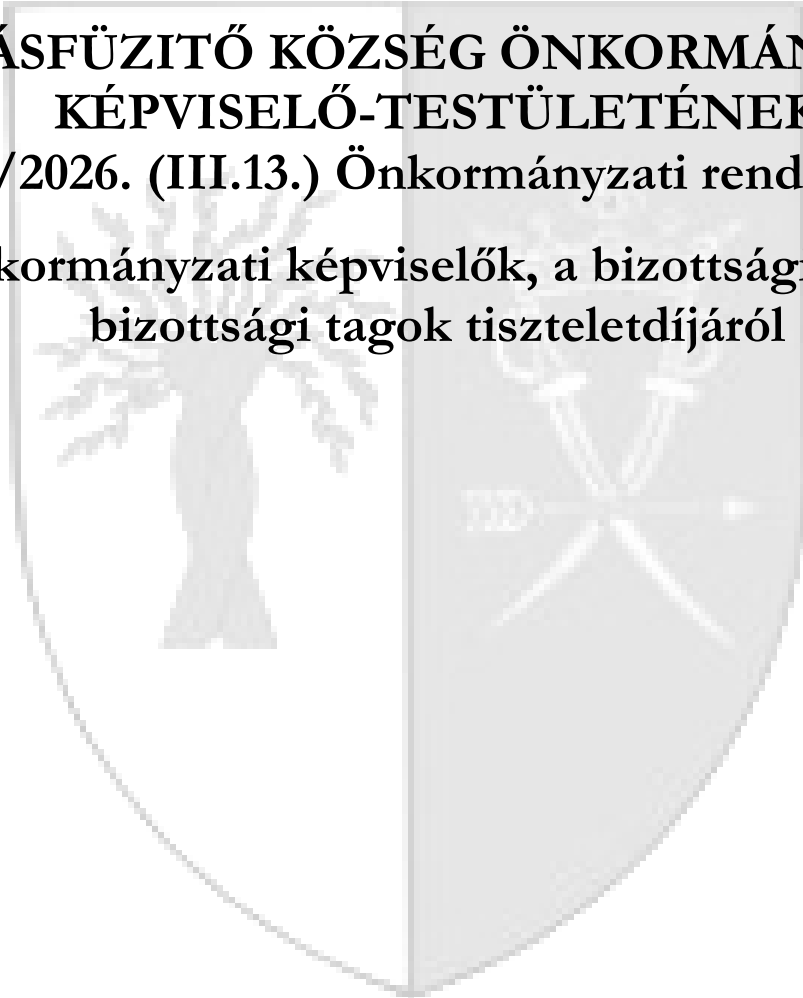 ÁSFÜZITŐ KÖZSÉG ÖNKORMÁN
KÉPVISELŐ-TESTÜLETÉNEK
/2026. (III.13.) Önkormányzati rend
kormányzati képviselők, a bizottsági
bizottsági tagok tiszteletdíjáról